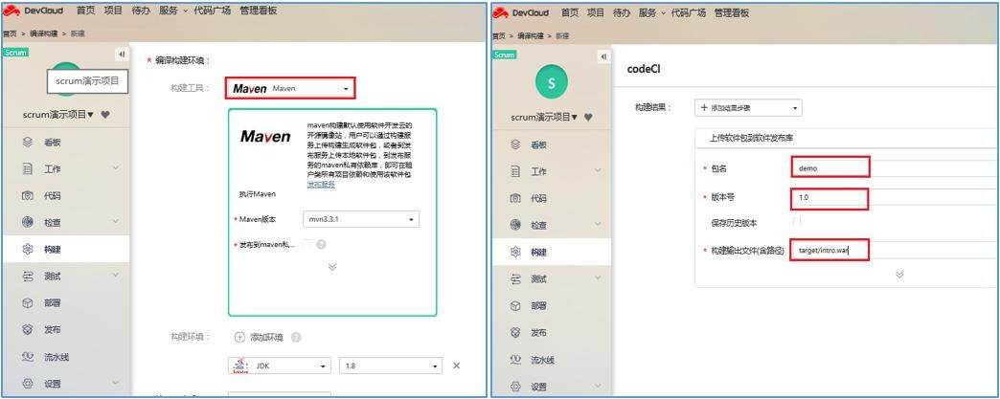 DevCloud 首页 项目 待办 服务 代码广场 管理看板
首页 > 编译构建 > 新建
Scrum
scrum演示项目
scrum演示项目
看板
工作
代码
检查
构建
测试
部署
发布
流水线
设置
* 编译构建环境：
构建工具： Maven Maven
Maven
maven构建默认使用软件开发云的
开源镜像站，用户可以通过构建服
务上传构建生成软件包，或者到发
布服务上传本地软件包，到发布服
务的maven私有依赖库，即可在租
户类所有项目依赖和使用该软件包
发布服务
执行Maven
* Maven版本 mvn3.3.1
* 发布到maven私... ?
构建环境： 添加环境 ?
Java JDK 1.8
DevCloud 首页 项目 待办 服务 代码广场 管理看板
首页 > 编译构建 > 新建
Scrum
S
scrum演示项目
看板
工作
代码
检查
构建
测试
部署
发布
流水线
设置
codeCI
构建结果： 添加结果步骤
上传软件包到软件发布库
* 包名 demo
* 版本号 1.0
保存历史版本
* 构建输出文件(含路径) target/intro.war